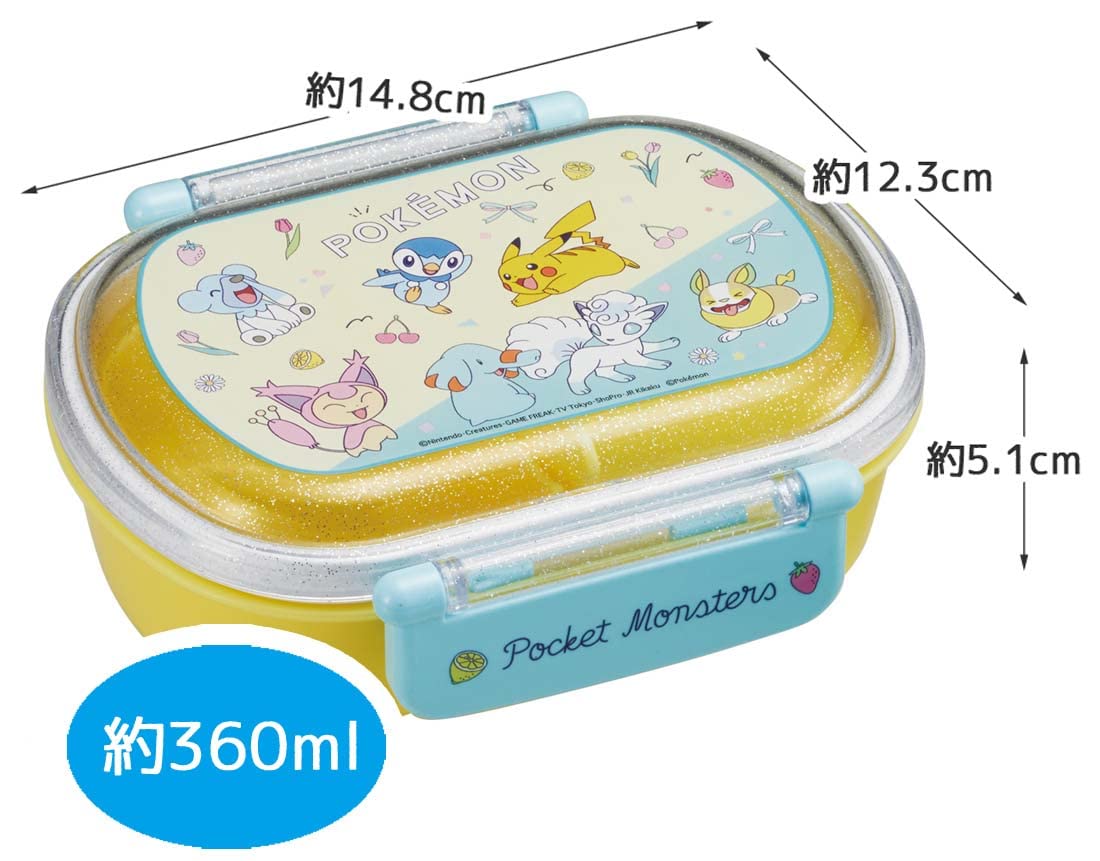 約14.8cm
約12.3cm
POKÉMON
©Nintendo・Creatures・GAME FREAK・TV Tokyo・ShoPro・JR Kikaku ©Pokémon
約5.1cm
Pocket Monsters
約360ml